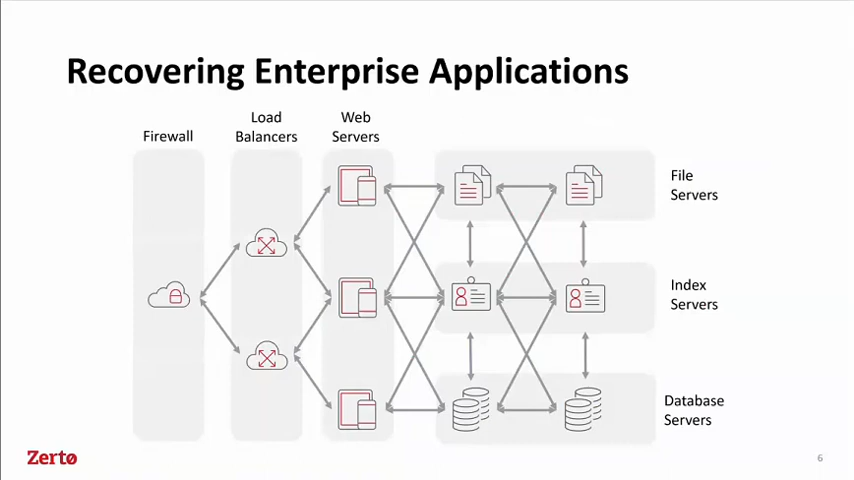 Recovering Enterprise Applications
Firewall
Load
Balancers
Web
Servers
File
Servers
Index
Servers
Database
Servers
Zerto
6